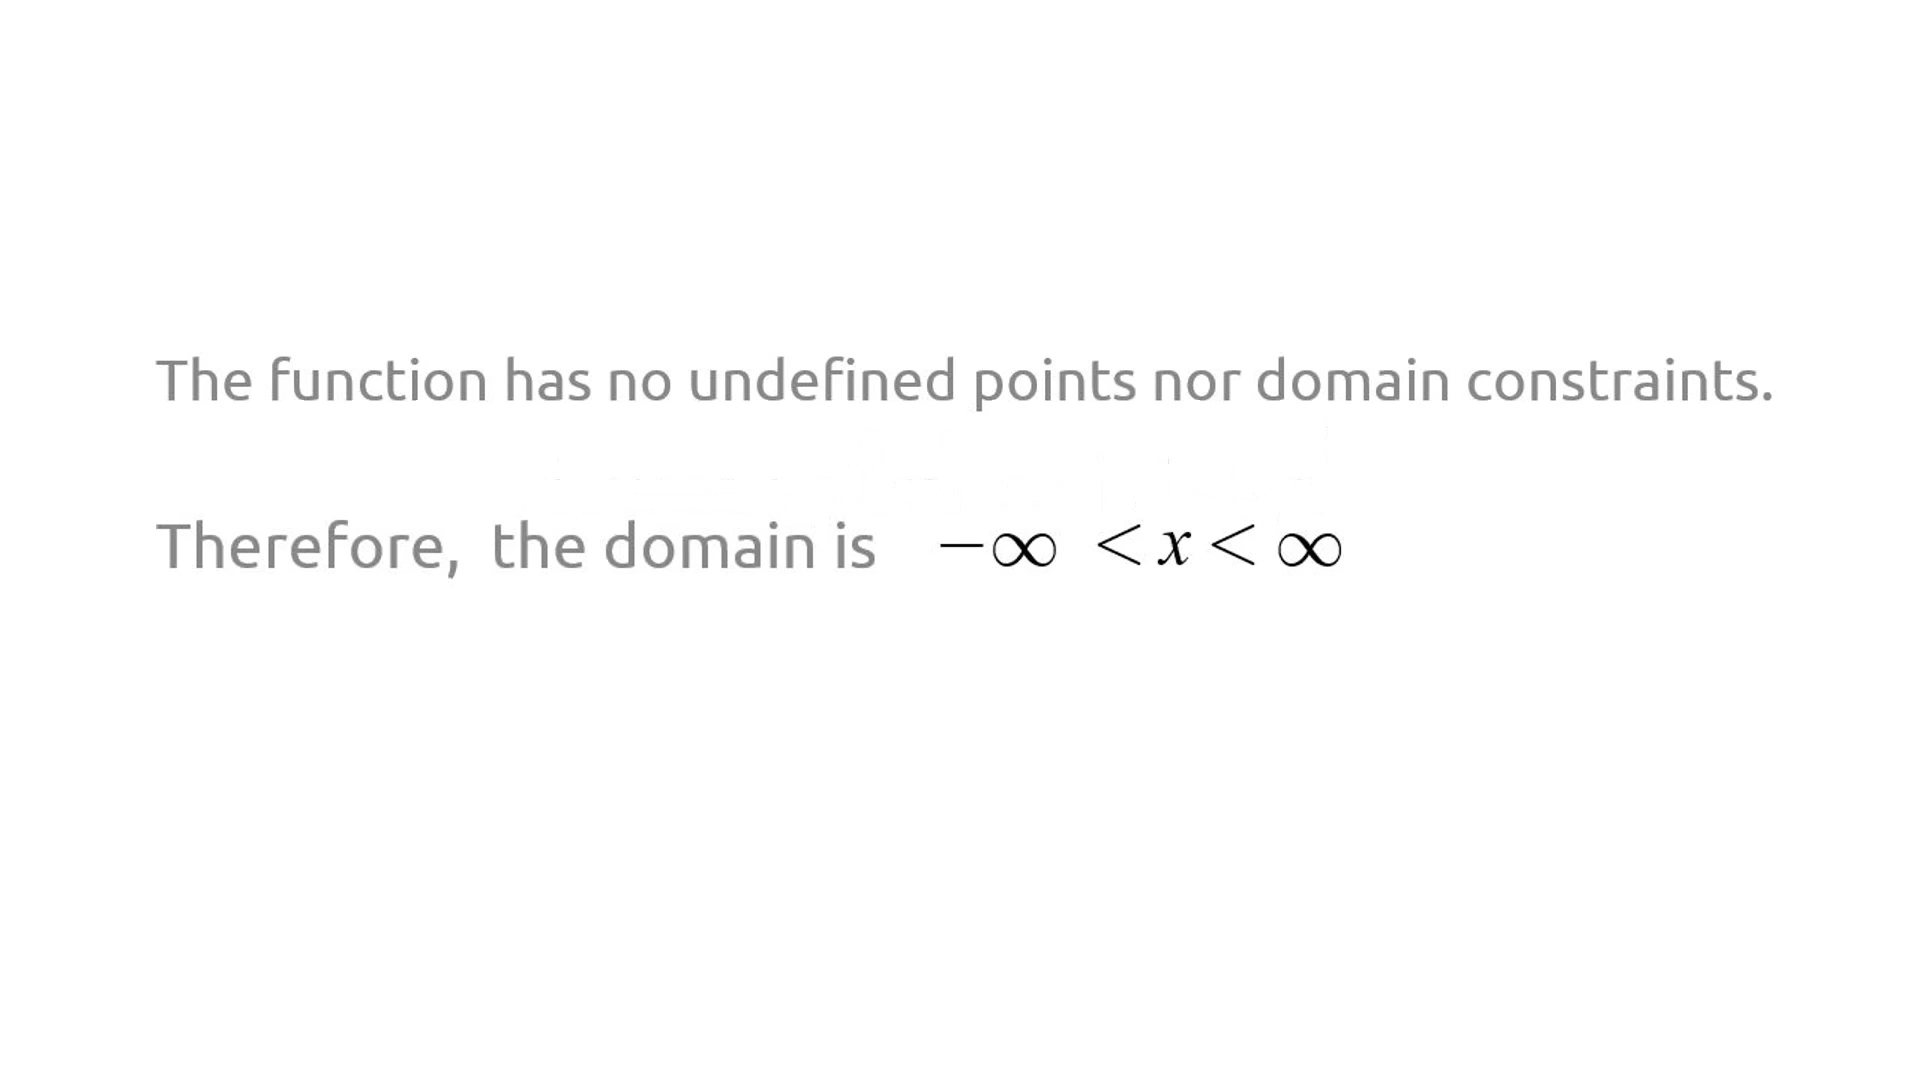 The function has no undefined points nor domain constraints.
Therefore, the domain is −∞ < x < ∞